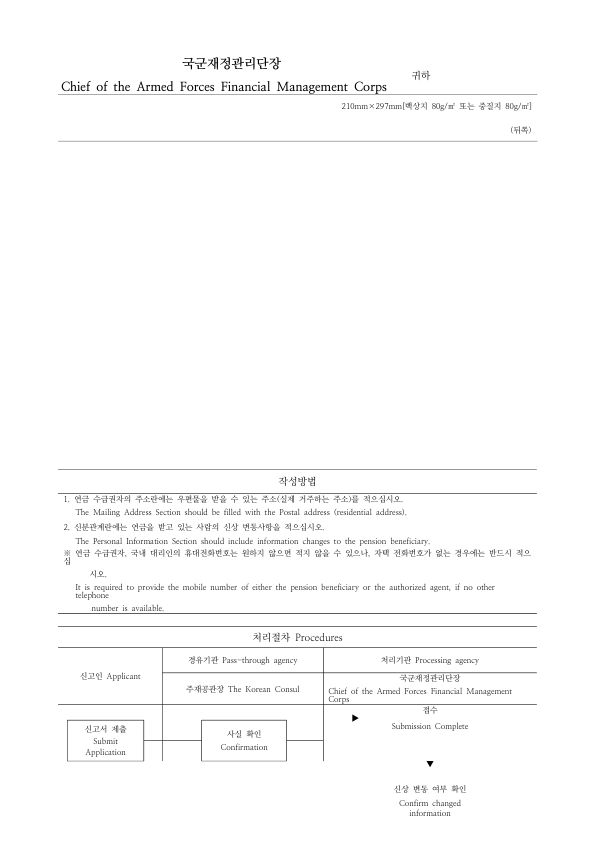 국군재정관리단장
귀하
Chief of the Armed Forces Financial Management Corps
210mm×297mm[백상지 80g/㎡ 또는 중질지 80g/㎡]
(뒤쪽)
작성방법
1. 연금 수급권자의 주소란에는 우편물을 받을 수 있는 주소(실제 거주하는 주소)를 적으십시오.
The Mailing Address Section should be filled with the Postal address (residential address).
2. 신분관계란에는 연금을 받고 있는 사람의 신상 변동사항을 적으십시오.
The Personal Information Section should include information changes to the pension beneficiary.
※ 연금 수급권자, 국내 대리인의 휴대전화번호는 원하지 않으면 적지 않을 수 있으나, 자택 전화번호가 없는 경우에는 반드시 적으
십
시오.
It is required to provide the mobile number of either the pension beneficiary or the authorized agent, if no other
telephone
number is available.
처리절차 Procedures
신고인 Applicant
경유기관 Pass-through agency
처리기관 Processing agency
주재공관장 The Korean Consul
국군재정관리단장
Chief of the Armed Forces Financial Management
Corps
신고서 제출
Submit
Application
사실 확인
Confirmation
접수
Submission Complete
신상 변동 여부 확인
Confirm changed
information